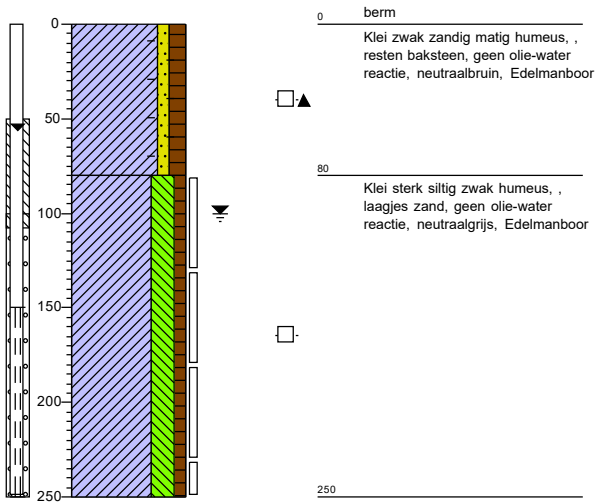 0
50
100
150
200
250
0
berm
Klei zwak zandig matig humeus, ,
resten baksteen, geen olie-water
reactie, neutraalbruin, Edelmanboor
80
Klei sterk siltig zwak humeus, ,
laagjes zand, geen olie-water
reactie, neutraalgrijs, Edelmanboor
250